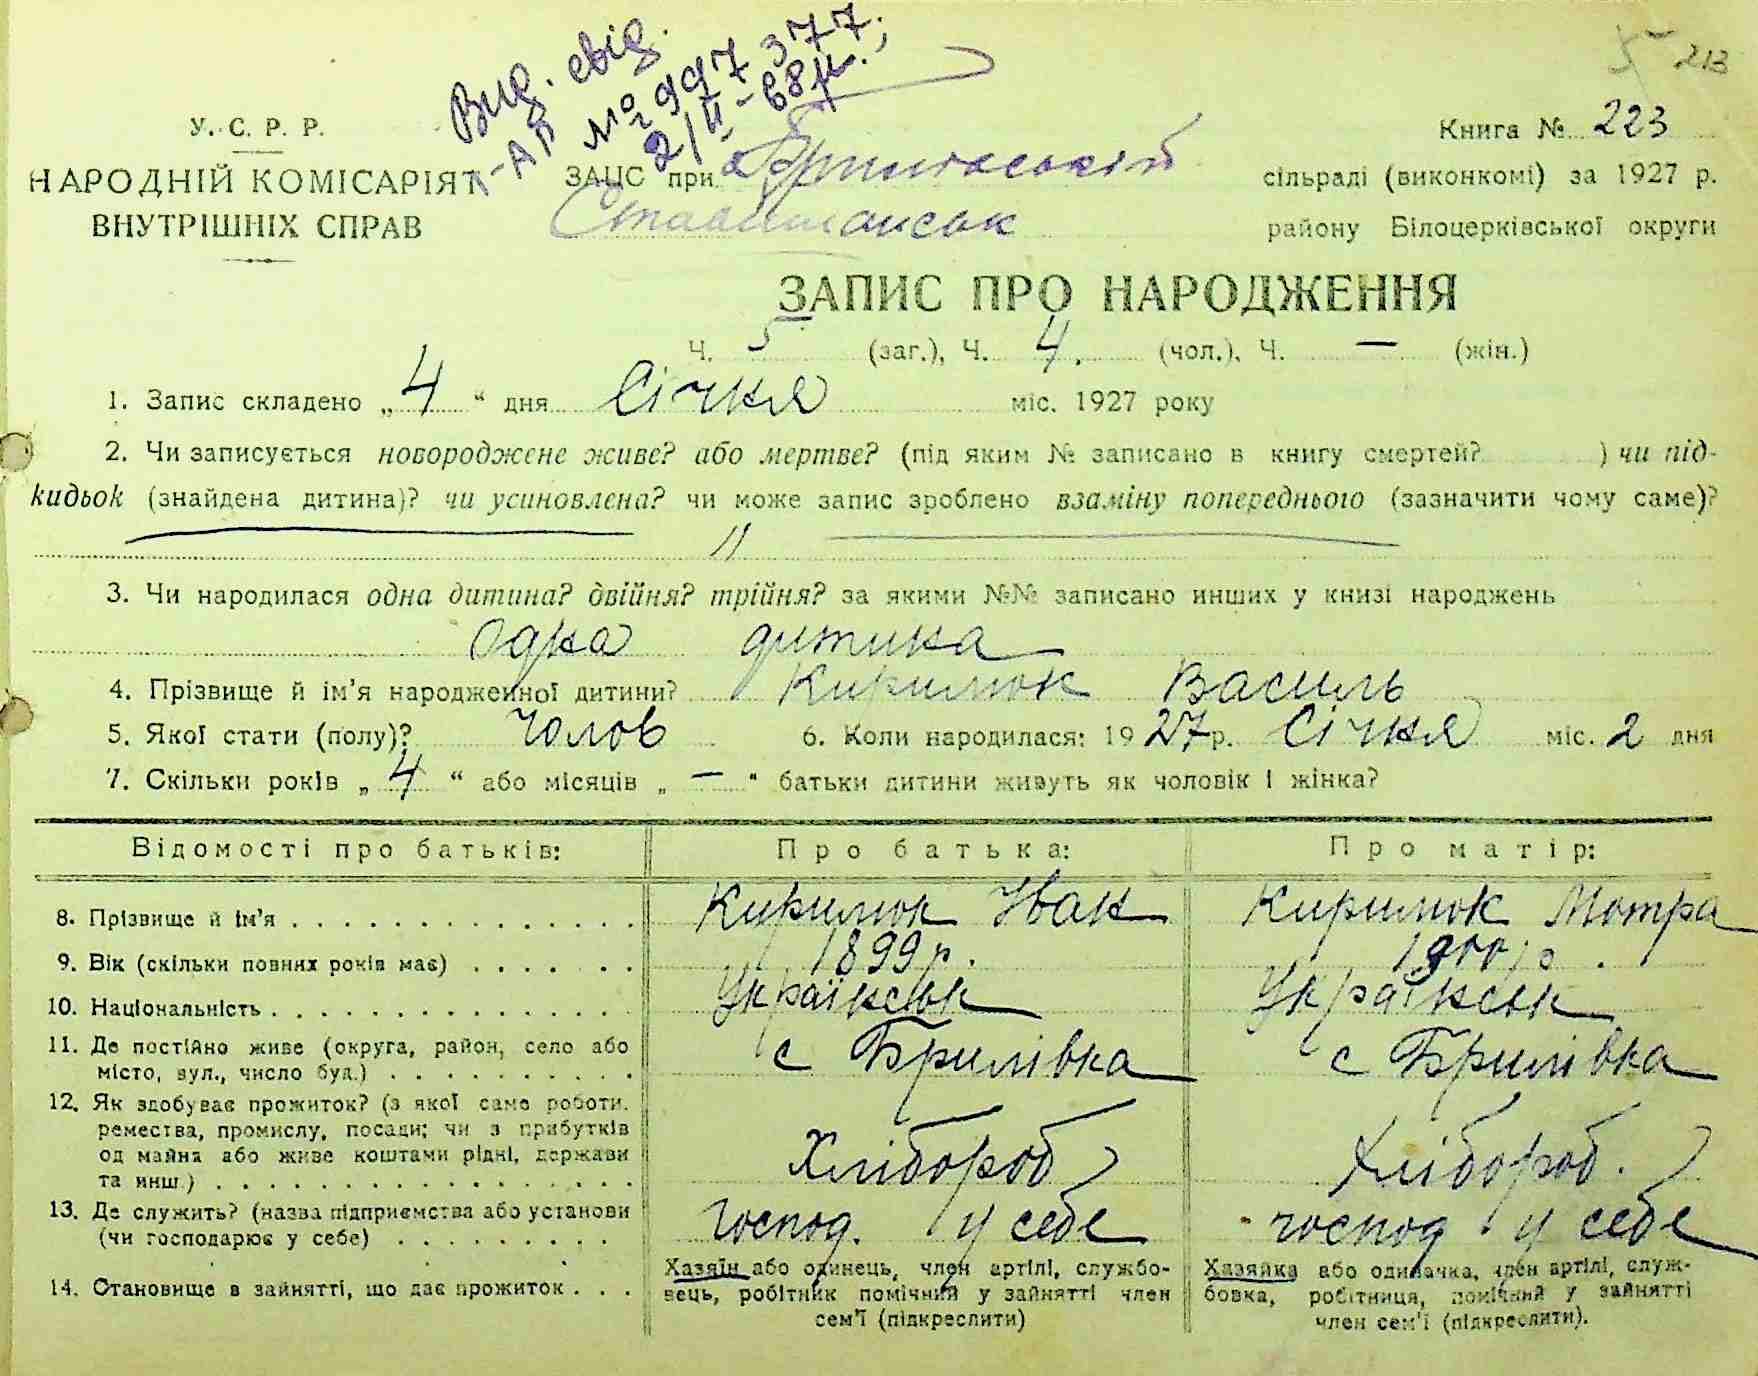 5 213
Вид. свід.
І-АП № 997377,
2/ІІ-68р.
У. С. Р. Р.
НАРОДНІЙ КОМІСАРІЯТ
ВНУТРІШНІХ СПРАВ
Книга № 223
ЗАЦС при Брилівській сільраді (виконкомі) за 1927 р.
району Білоцерківської округи
ЗАПИС ПРО НАРОДЖЕННЯ
Ч. 5 (заг.), Ч. 4. (чол.), Ч. — (жін.)
1. Запис складено „ 4 “ дня Січня міс. 1927 року
2. Чи записується новороджене живе? або мертве? (під яким № записано в книгу смертей? ) чи під-
кидьок (знайдена дитина)? чи усиновлена? чи може запис зроблено взаміну попереднього (зазначити чому саме)?
3. Чи народилася одна дитина? двійня? трійня? за якими №№ записано инших у книзі народжень
Одна дитина
4. Прізвище й ім’я народженної дитини? Кирилюк Василь
5. Якої стати (полу)? Чолов 6. Коли народилася: 1927 р. Січня міс. 2 дня
7. Скільки років „ 4 “ або місяців „ — “ батьки дитини живуть як чоловік і жінка?
Відомості про батьків: Про батька: Про матір:
8. Прізвище й ім’я . . . . . . . . . . . . . . . Кирилюк Іван Кирилюк Мотра
9. Вік (скільки повних років має) . . . . . . 1899 р. 1900 р.
10. Національність . . . . . . . . . . . . . . . Українськ Українськ
11. Де постійно живе (округа, район, село або
місто, вул., число буд.) . . . . . . . . . . с Брилівка с Брилівка
12. Як здобуває прожиток? (з якої саме роботи,
ремества, промислу, посади; чи з прибутків
од майна або живе коштами рідні, держави
та инш.) . . . . . . . . . . . . . . . . . . Хлібороб Хлібороб.
13. Де служить? (назва підприємства або установи
(чи господарює у себе) . . . . . . . . . господ. у себе господ. у себе
14. Становище в зайнятті, що дає прожиток . . .
Хазяїн або одинець, член артілі, службо-
вець, робітник помічний у зайнятті член
сем’ї (підкреслити)
Хазяйка або одиначка, член артілі, служ-
бовка, робітниця, помічний у зайнятті
член сем’ї (підкреслити).